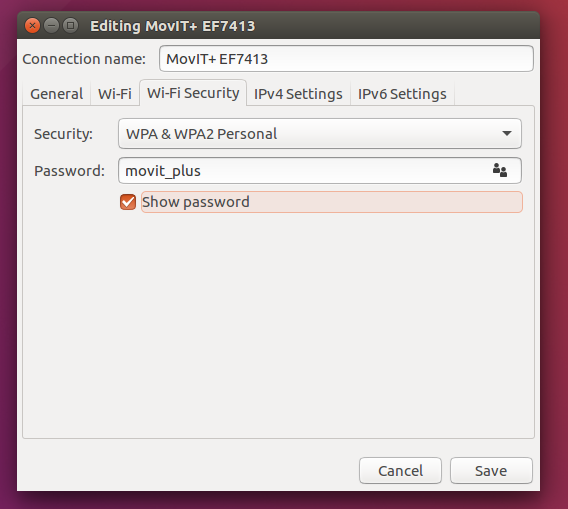 Editing MovIT+ EF7413
Connection name: MovIT+ EF7413
General Wi-Fi Wi-Fi Security IPv4 Settings IPv6 Settings
Security: WPA & WPA2 Personal
Password: movit_plus
Show password
Cancel Save